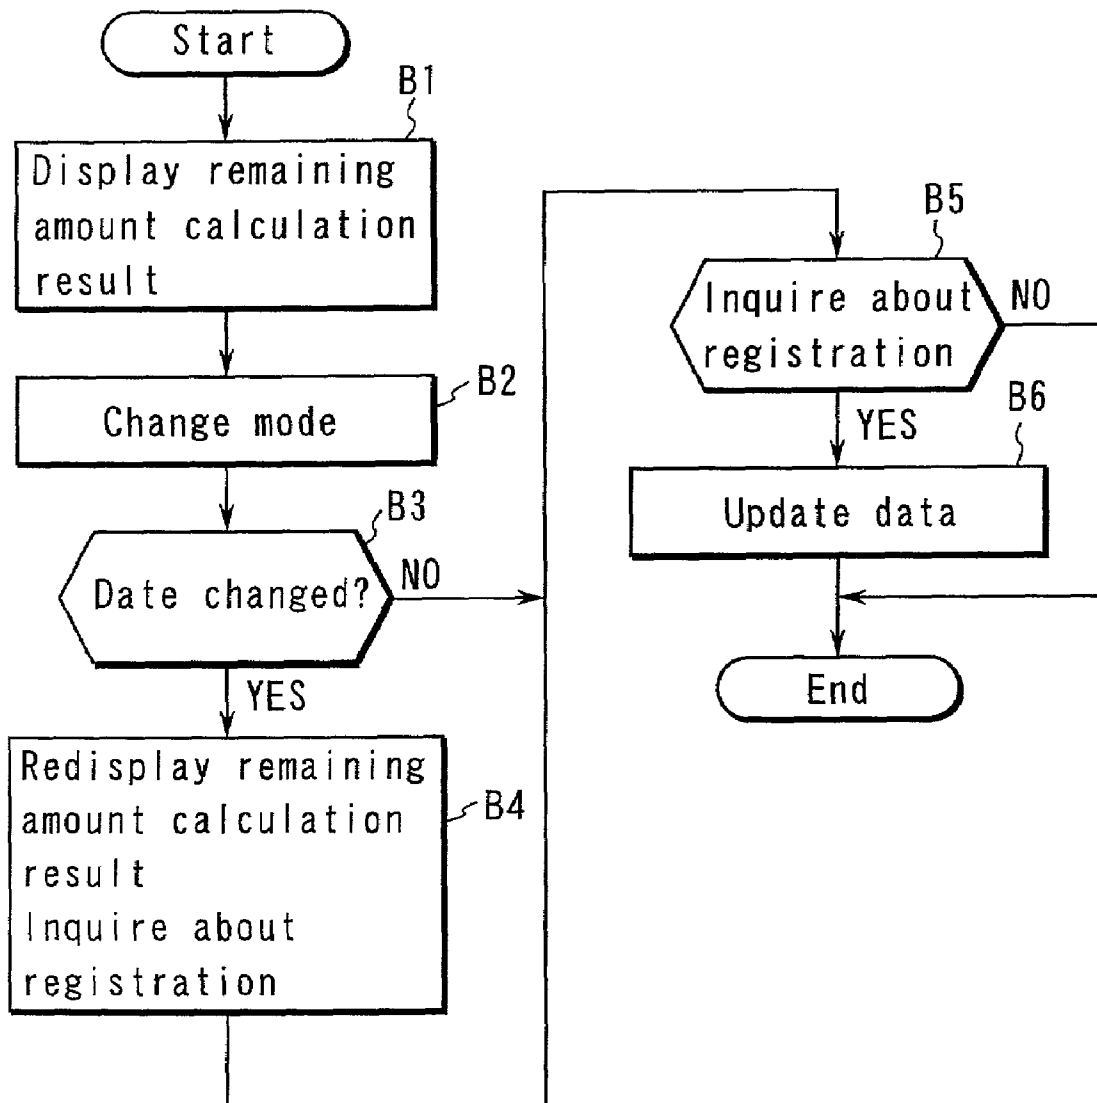 Start
B1
Display remaining
amount calculation
result
B2
Change mode
B3
Date changed?
NO
YES
B4
Redisplay remaining
amount calculation
result
Inquire about
registration
B5
Inquire about
registration
NO
YES
B6
Update data
End